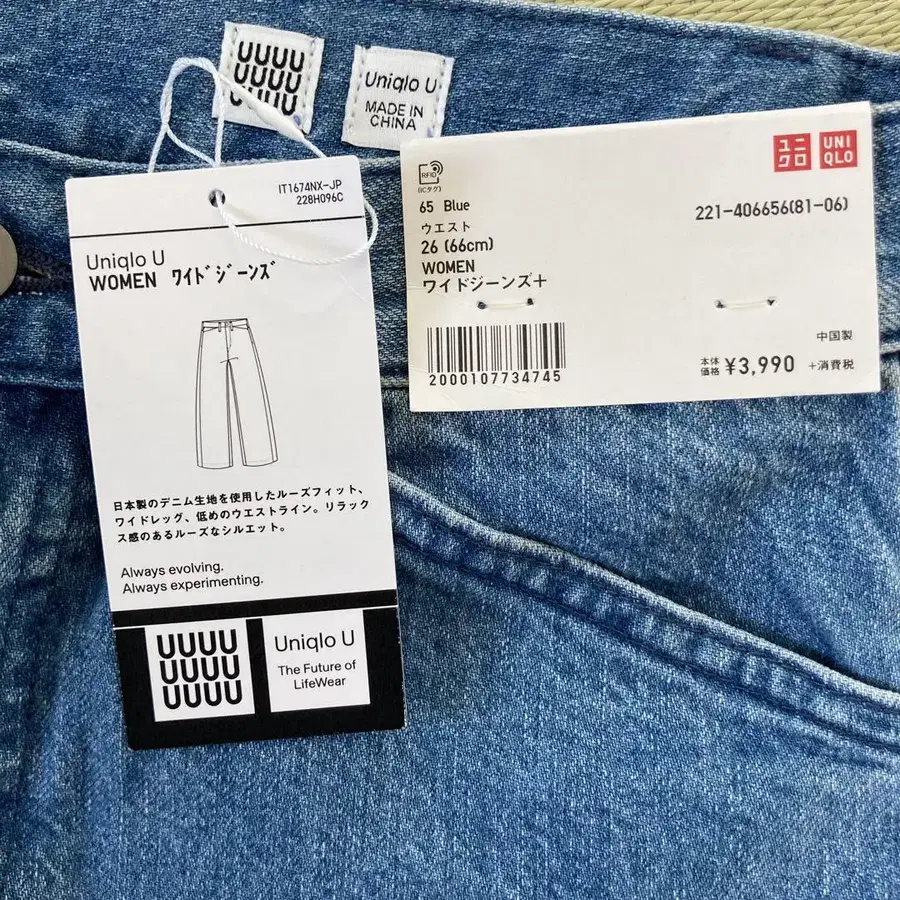 UUUU
UUUU
UUUU
Uniqlo U
MADE IN
CHINA
IT1674NX-JP
228H096C
Uniqlo U
WOMEN ワイドジーンズ
日本製のデニム生地を使用したルーズフィット、
ワイドレッグ、低めのウエストライン。リラック
ス感のあるルーズなシルエット。
Always evolving.
Always experimenting.
UUUU
UUUU
UUUU
Uniqlo U
The Future of
LifeWear
RFID
(ICタグ)
ユニ
クロ
UNI
QLO
65 Blue
221-406656(81-06)
ウエスト
26 (66cm)
WOMEN
ワイドジーンズ+
中国製
2000107734745
本体
価格 ¥3,990 +消費税